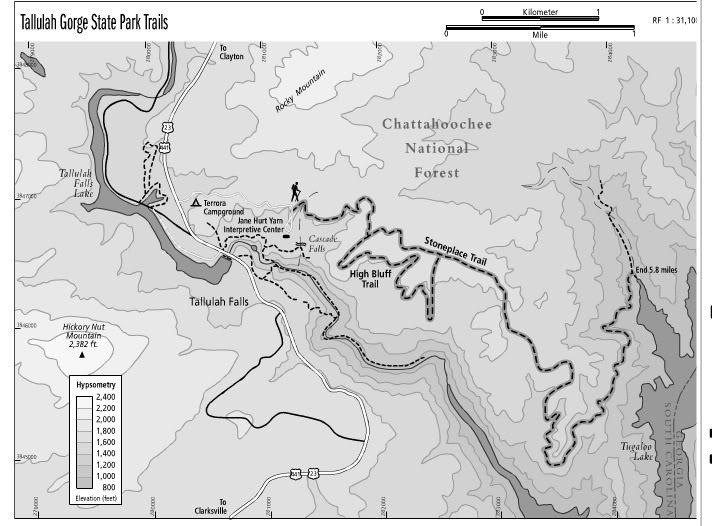 Tallulah Gorge State Park Trails
0 Kilometer 1
0 Mile 1
RF 1 : 31,10
To
Clayton
Rocky Mountain
Chattahoochee
National
Forest
23
441
Tallulah
Falls
Lake
Terrora
Campground
Jane Hurt Yarn
Interpretive Center
Cascade
Falls
Stoneplace Trail
High Bluff
Trail
End 5.8 miles
Tallulah Falls
Hickory Nut
Mountain
2,382 ft.
Hypsometry
2,400
2,200
2,000
1,800
1,600
1,400
1,200
1,000
800
Elevation (feet)
441 23
To
Clarksville
Tugaloo
Lake
GEORGIA
SOUTH CAROLINA
3947000
3946000
3945000